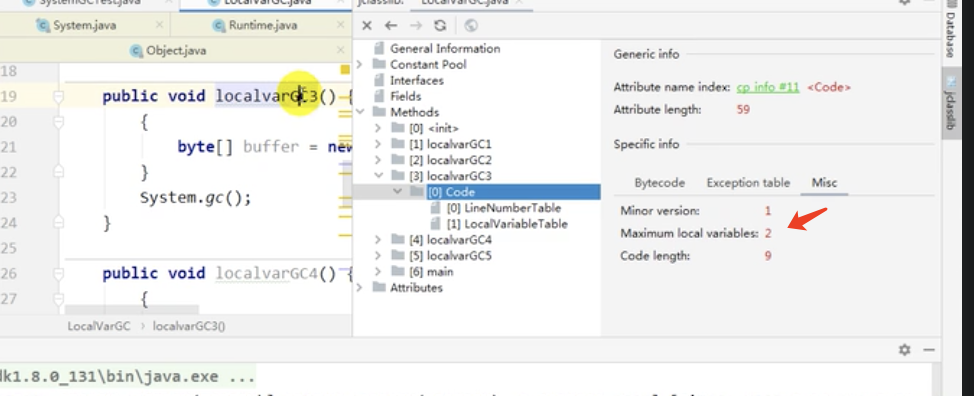 SystemGCTest.java
LocalVarGC.java
System.java
Runtime.java
Object.java
18
19 public void localvarGC3() {
20 {
21 byte[] buffer = new
22 }
23 System.gc();
24 }
25
26 public void localvarGC4() {
27 {
LocalVarGC > localvarGC3()
jclasslib:
LocalVarGC.java
General Information
Constant Pool
Interfaces
Fields
Methods
[0] <init>
[1] localvarGC1
[2] localvarGC2
[3] localvarGC3
[0] Code
[0] LineNumberTable
[1] LocalVariableTable
[4] localvarGC4
[5] localvarGC5
[6] main
Attributes
Generic info
Attribute name index: cp info #11 <Code>
Attribute length: 59
Specific info
Bytecode Exception table Misc
Minor version: 1
Maximum local variables: 2
Code length: 9
Database
jclasslib
dk1.8.0_131\bin\java.exe ...